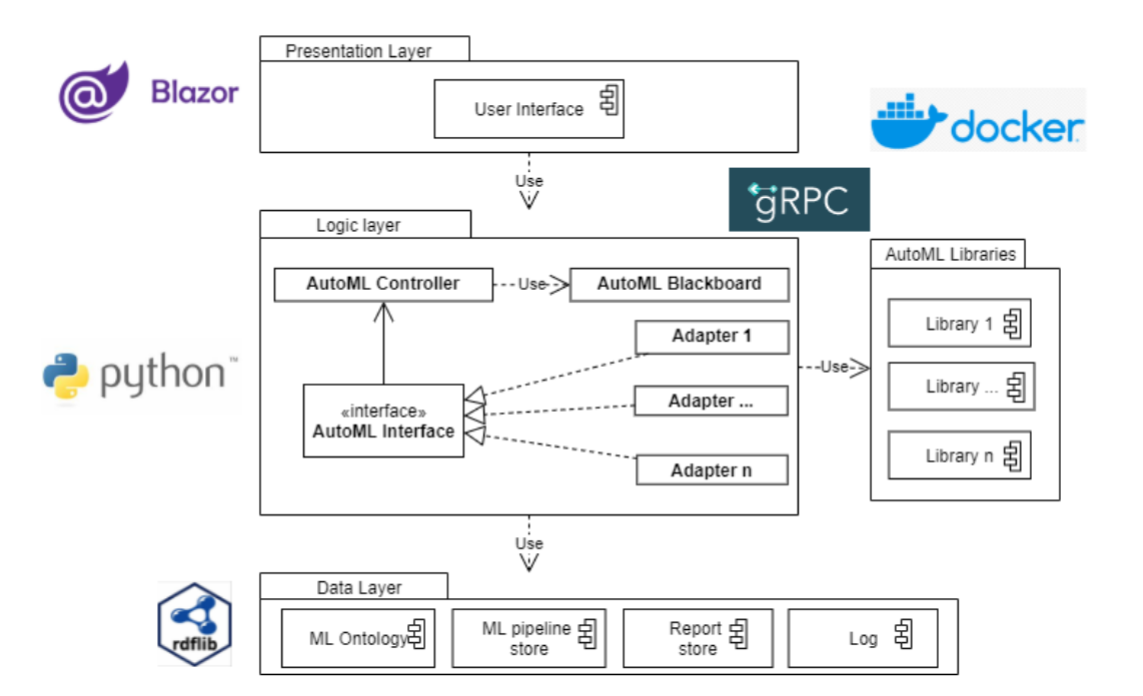 Presentation Layer
@ Blazor
User Interface
docker
Use
gRPC
Logic layer
AutoML Libraries
AutoML Controller
Use
AutoML Blackboard
Library 1
Adapter 1
python™
Use
Library ...
«interface»
AutoML Interface
Adapter ...
Library n
Adapter n
Use
Data Layer
rdflib
ML Ontology
ML pipeline
store
Report
store
Log